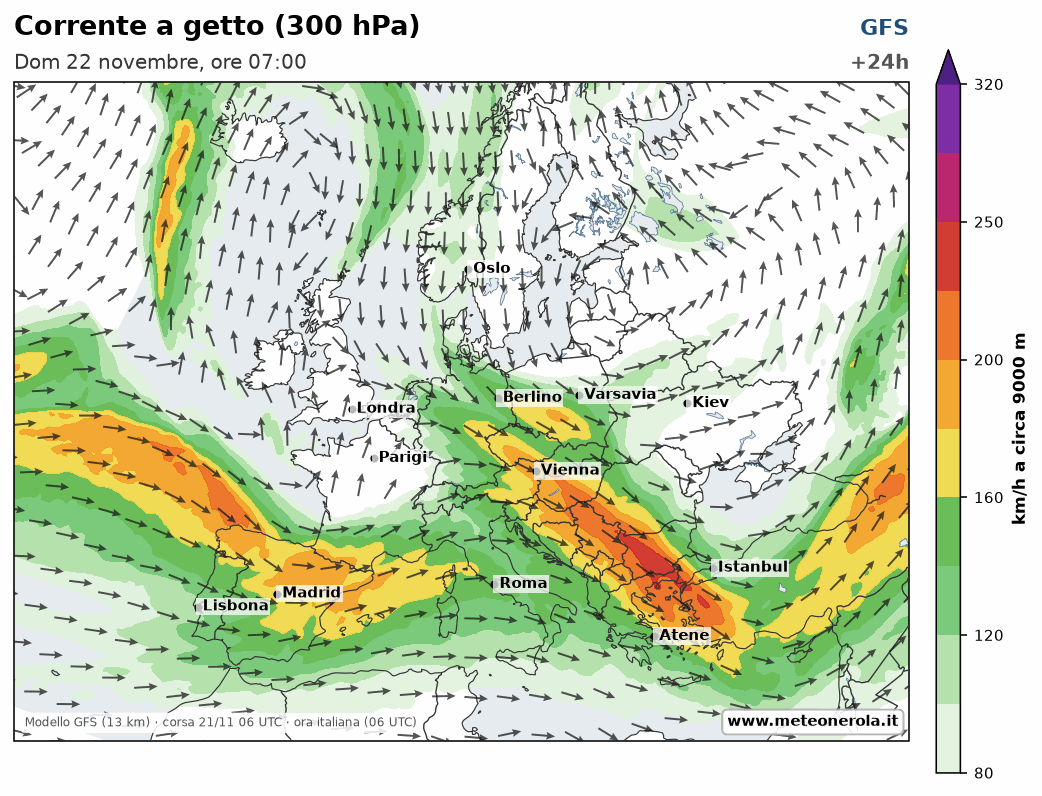 Corrente a getto (300 hPa)
GFS
Dom 22 novembre, ore 07:00
+24h
320
250
200
160
120
80
km/h a circa 9000 m
Oslo
Berlino
Varsavia
Kiev
Londra
Parigi
Vienna
Istanbul
Roma
Madrid
Lisbona
Atene
Modello GFS (13 km) · corsa 21/11 06 UTC · ora italiana (06 UTC)
www.meteonerola.it